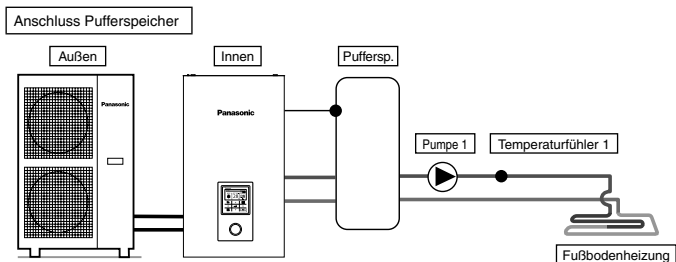 Anschluss Pufferspeicher
Außen
Innen
Puffersp.
Panasonic
Panasonic
Pumpe 1
Temperaturfühler 1
Fußbodenheizung